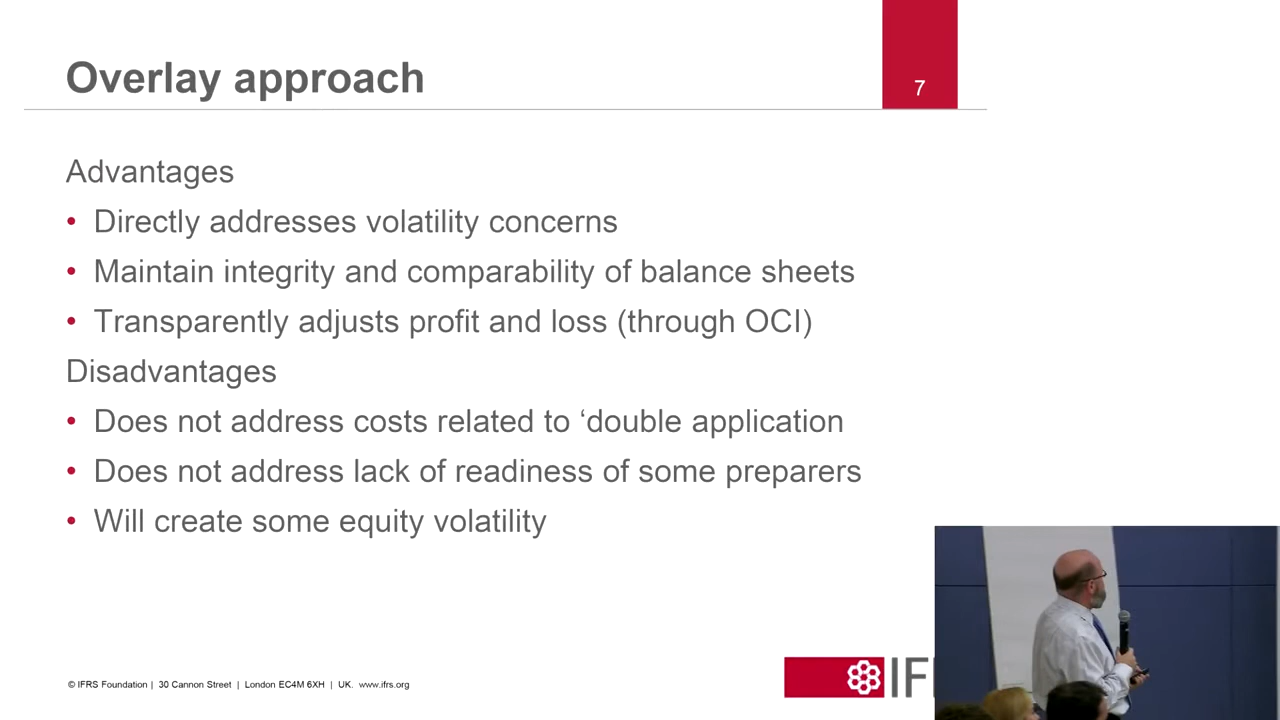 Overlay approach
7
Advantages
• Directly addresses volatility concerns
• Maintain integrity and comparability of balance sheets
• Transparently adjusts profit and loss (through OCI)
Disadvantages
• Does not address costs related to ‘double application
• Does not address lack of readiness of some preparers
• Will create some equity volatility
© IFRS Foundation | 30 Cannon Street | London EC4M 6XH | UK. www.ifrs.org
IF